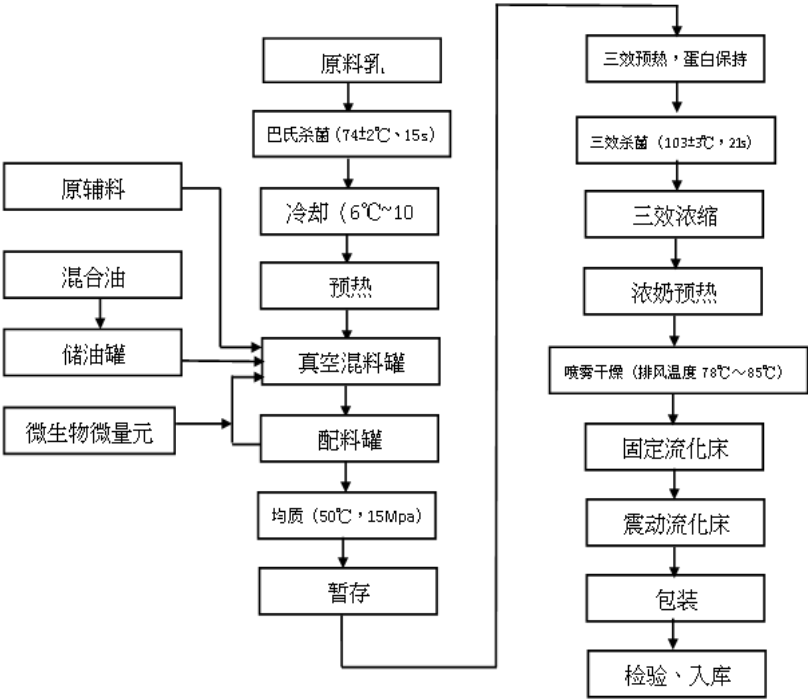 原料乳
巴氏杀菌（74±2℃、15s）
冷却（6℃~10
预热
真空混料罐
配料罐
均质（50℃，15Mpa）
暂存
原辅料
混合油
储油罐
微生物微量元
三效预热，蛋白保持
三效杀菌（103±3℃，21s）
三效浓缩
浓奶预热
喷雾干燥（排风温度 78℃～85℃）
固定流化床
震动流化床
包装
检验、入库